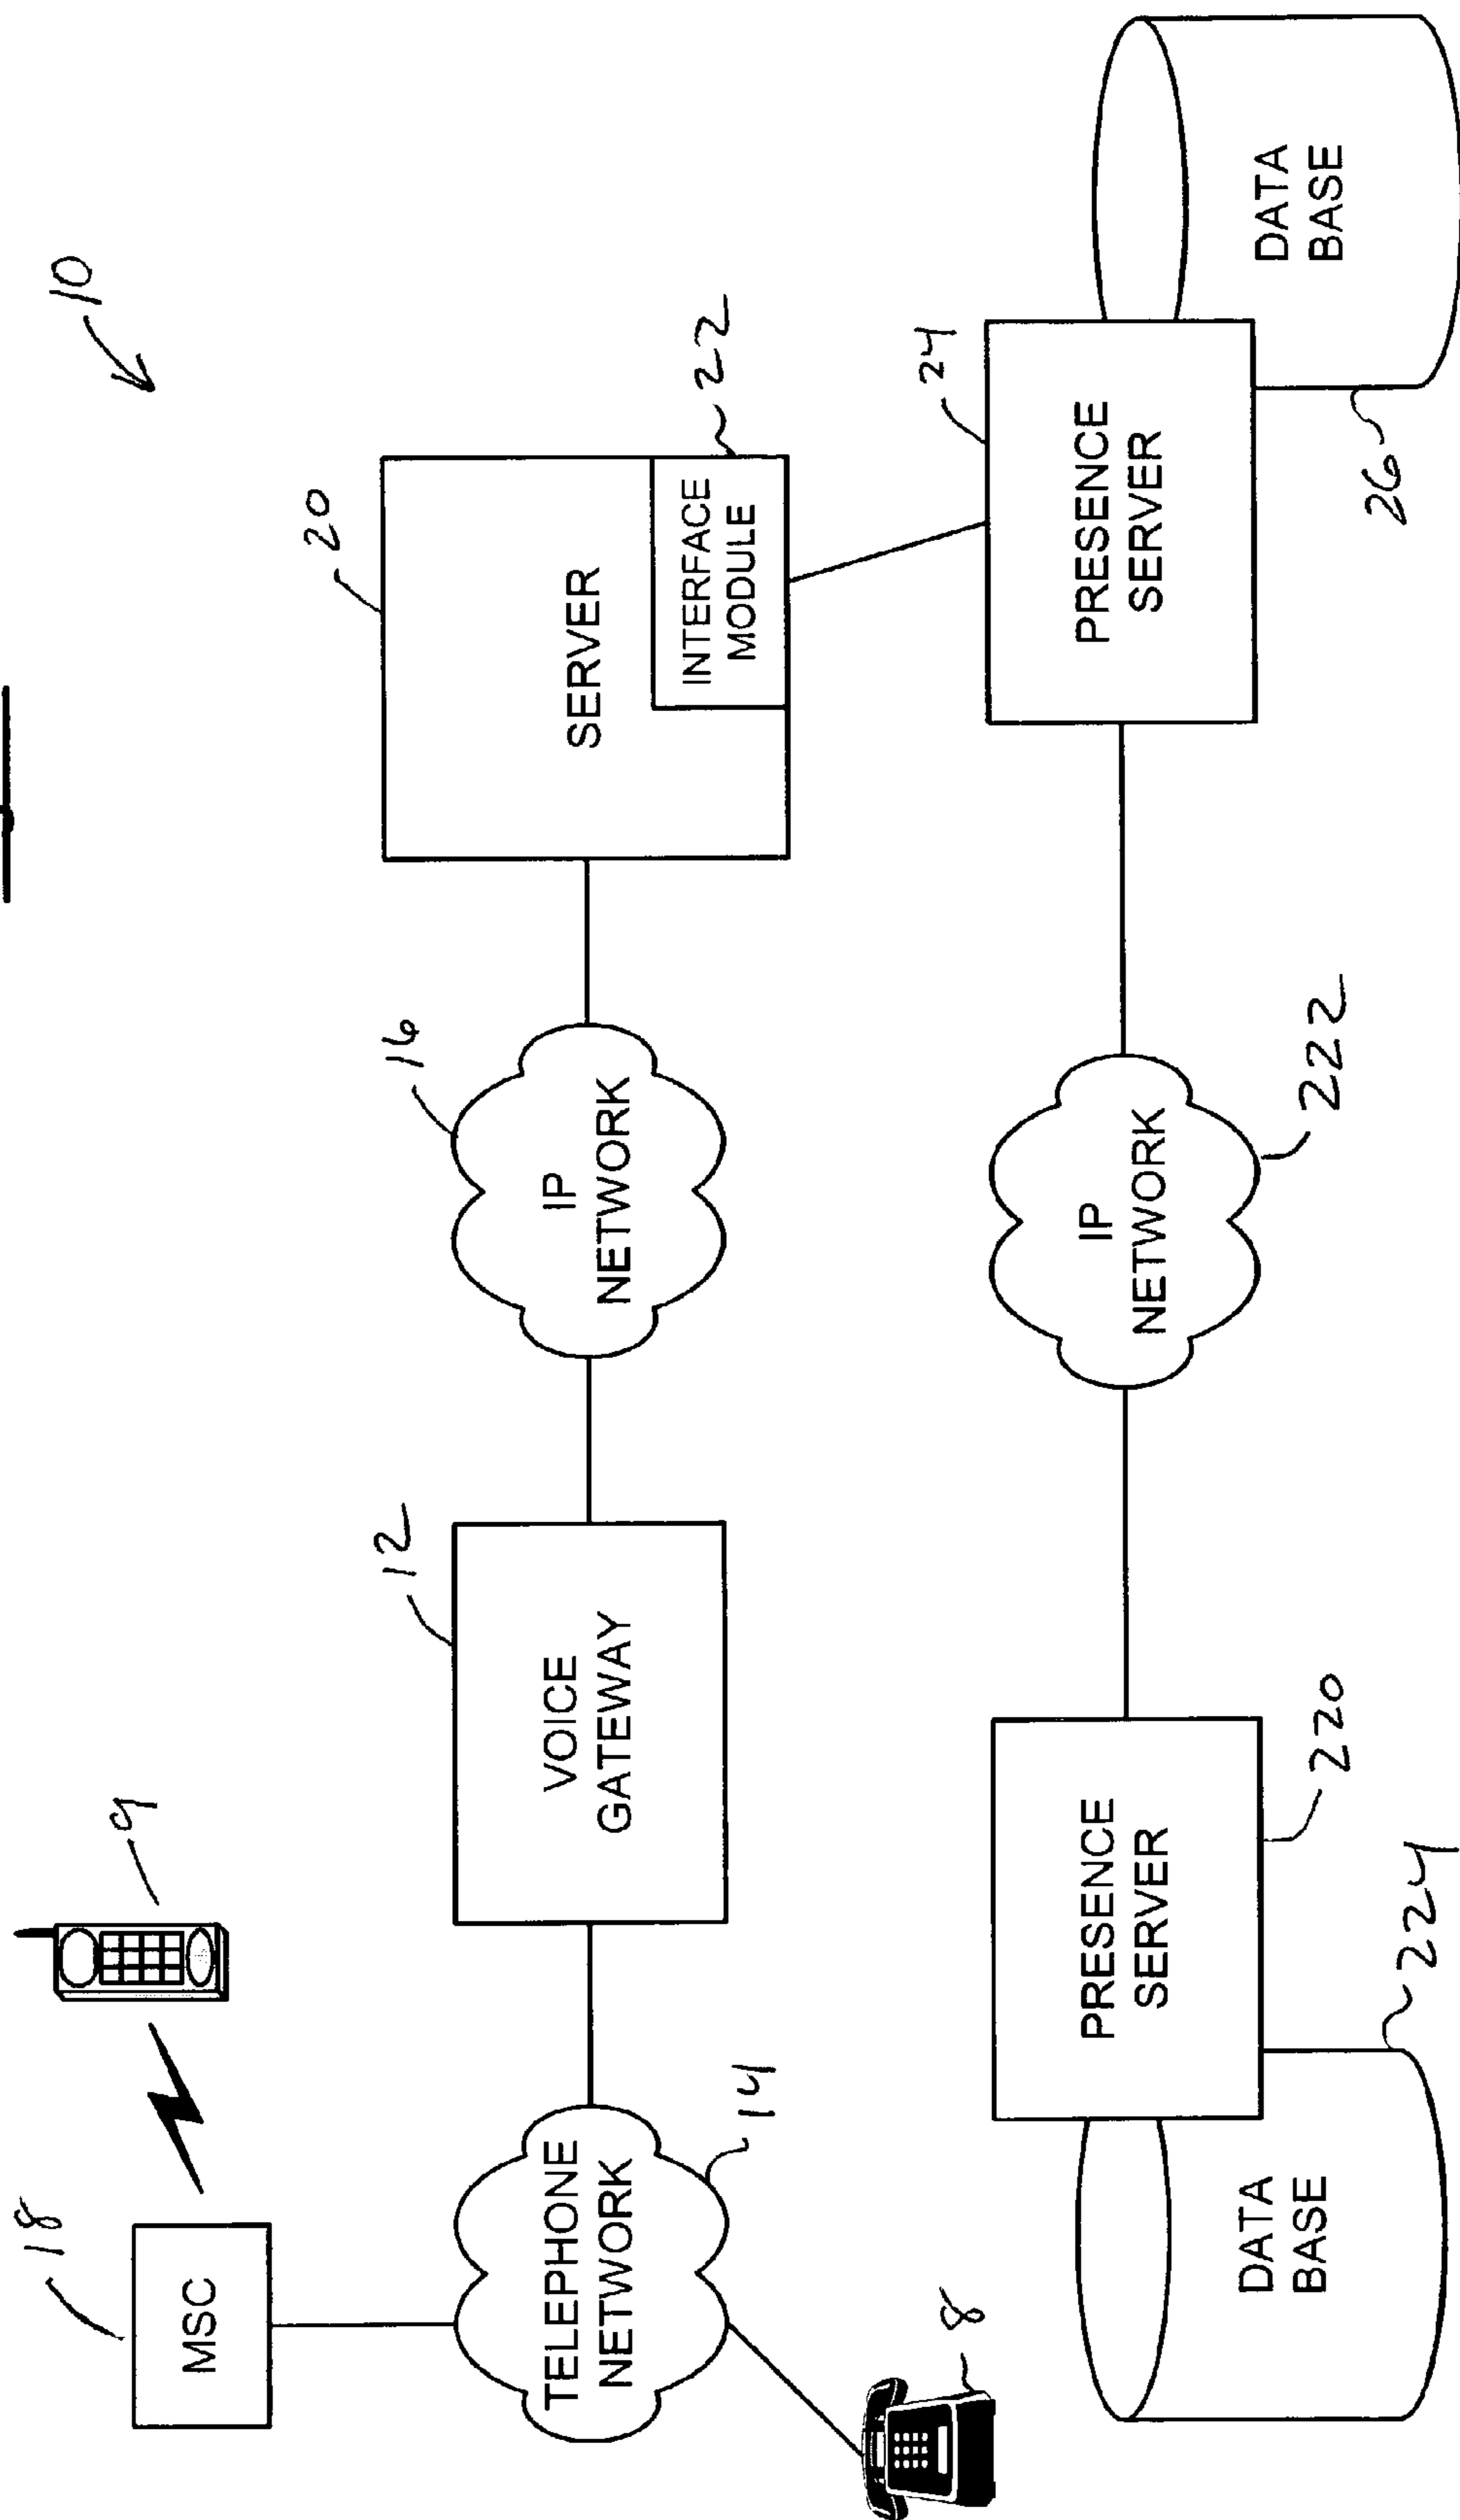 10
18
9
MSC
14
TELEPHONE
NETWORK
12
VOICE
GATEWAY
16
IP
NETWORK
20
SERVER
22
INTERFACE
MODULE
8
224
DATA
BASE
220
PRESENCE
SERVER
222
IP
NETWORK
24
PRESENCE
SERVER
26
DATA
BASE